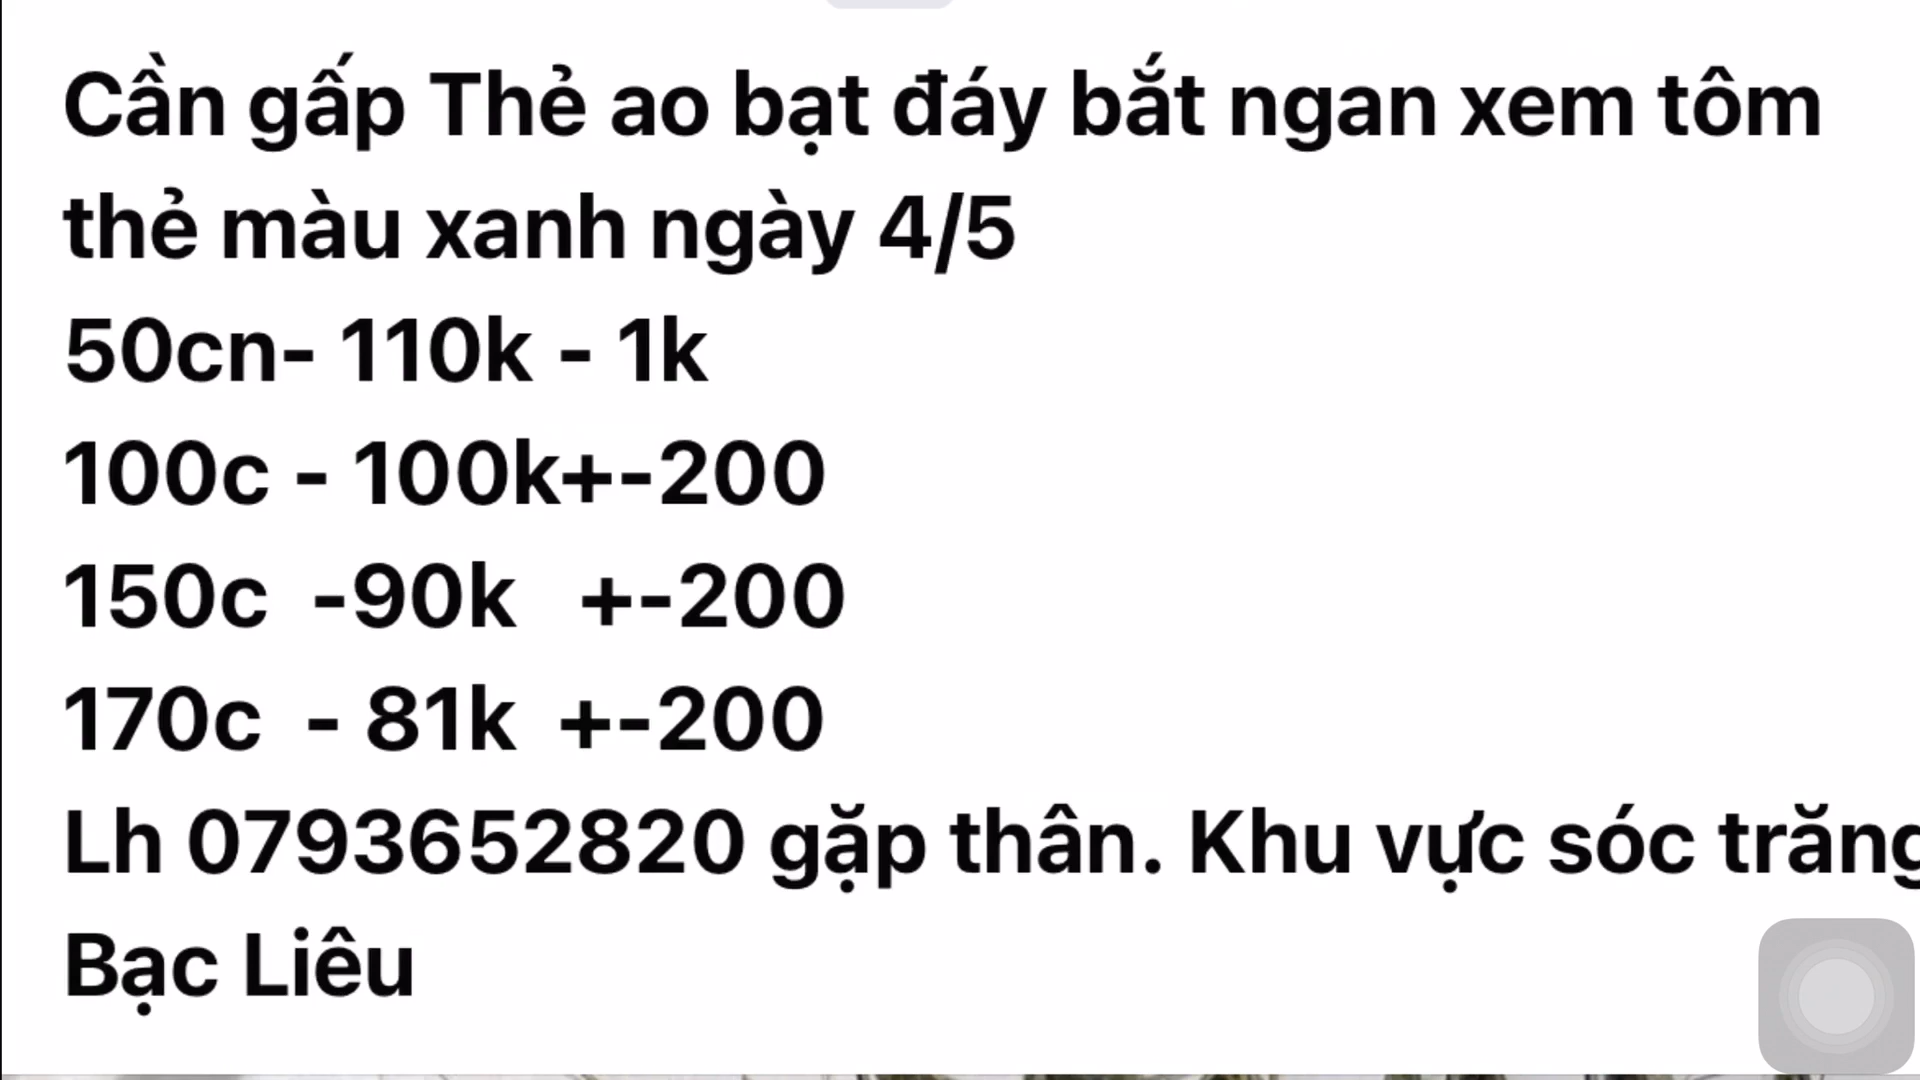 Cần gấp Thẻ ao bạt đáy bắt ngan xem tôm
thẻ màu xanh ngày 4/5
50cn- 110k - 1k
100c - 100k+-200
150c  -90k   +-200
170c  - 81k  +-200
Lh 0793652820 gặp thân. Khu vực sóc trăng
Bạc Liêu